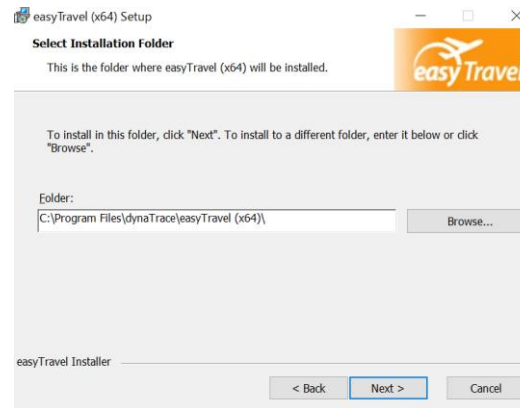 easyTravel (x64) Setup
Select Installation Folder
This is the folder where easyTravel (x64) will be installed.
easyTravel
To install in this folder, click "Next". To install to a different folder, enter it below or click
"Browse".
Folder:
C:\Program Files\dynaTrace\easyTravel (x64)\
Browse...
easyTravel Installer
< Back
Next >
Cancel